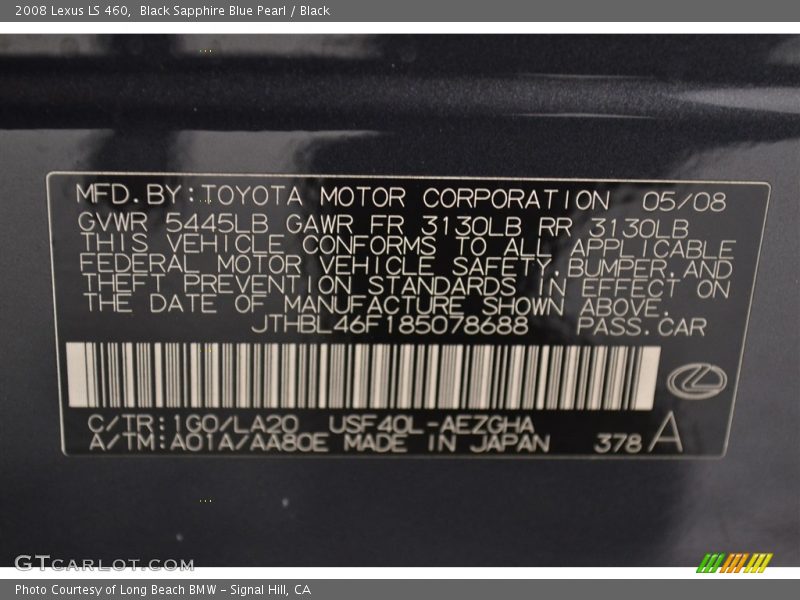 2008 Lexus LS 460, Black Sapphire Blue Pearl / Black
MFD.BY:TOYOTA MOTOR CORPORATION 05/08
GVWR 5445LB GAWR FR 3130LB RR 3130LB
THIS VEHICLE CONFORMS TO ALL APPLICABLE
FEDERAL MOTOR VEHICLE SAFETY,BUMPER,AND
THEFT PREVENTION STANDARDS IN EFFECT ON
THE DATE OF MANUFACTURE SHOWN ABOVE.
JTHBL46F185078688 PASS.CAR
C/TR:1G0/LA20 USF40L-AEZGHA
A/TM:A01A/AA80E MADE IN JAPAN 378 A
GTCARLOT.COM
Photo Courtesy of Long Beach BMW - Signal Hill, CA